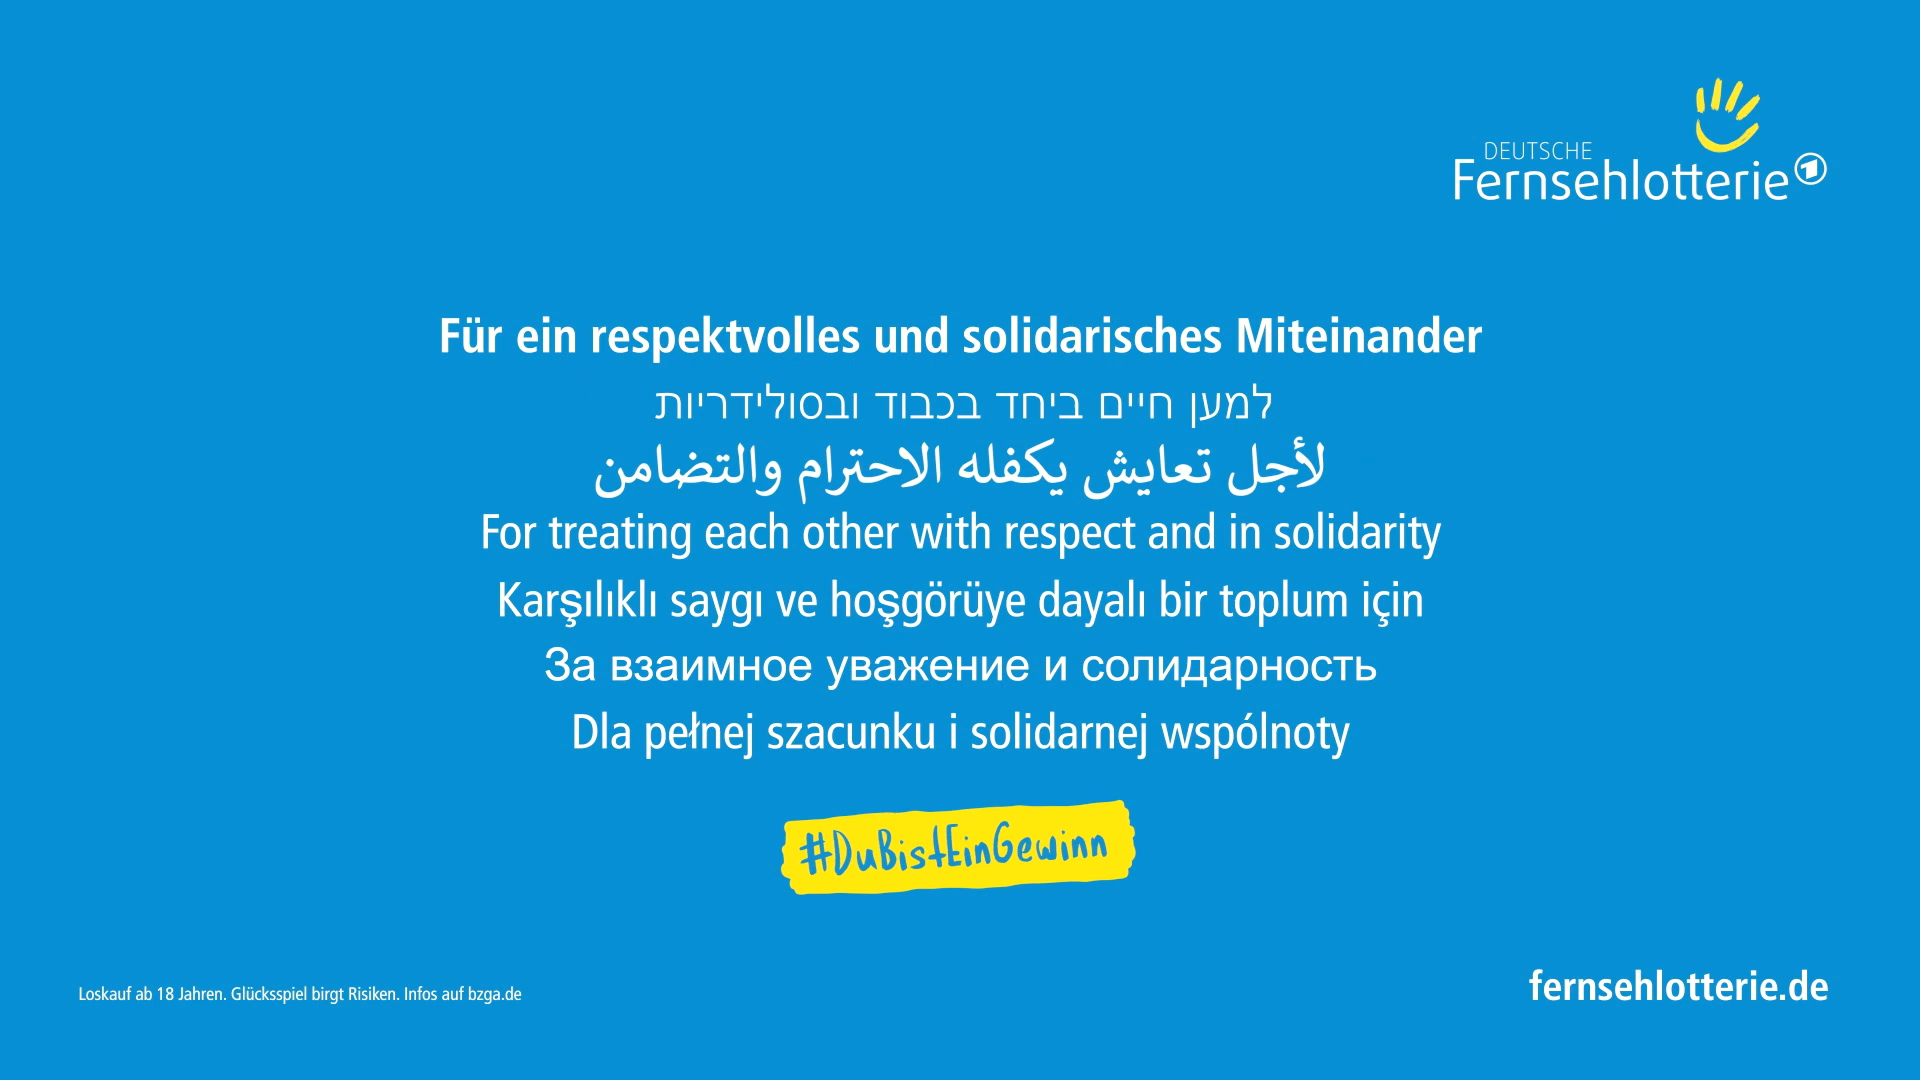 DEUTSCHE
Fernsehlotterie
Für ein respektvolles und solidarisches Miteinander
למען חיים ביחד בכבוד ובסולידריות
لأجل تعايش يكفله الاحترام والتضامن
For treating each other with respect and in solidarity
Karşılıklı saygı ve hoşgörüye dayalı bir toplum için
За взаимное уважение и солидарность
Dla pełnej szacunku i solidarnej wspólnoty
#DuBistEinGewinn
Loskauf ab 18 Jahren. Glücksspiel birgt Risiken. Infos auf bzga.de
fernsehlotterie.de